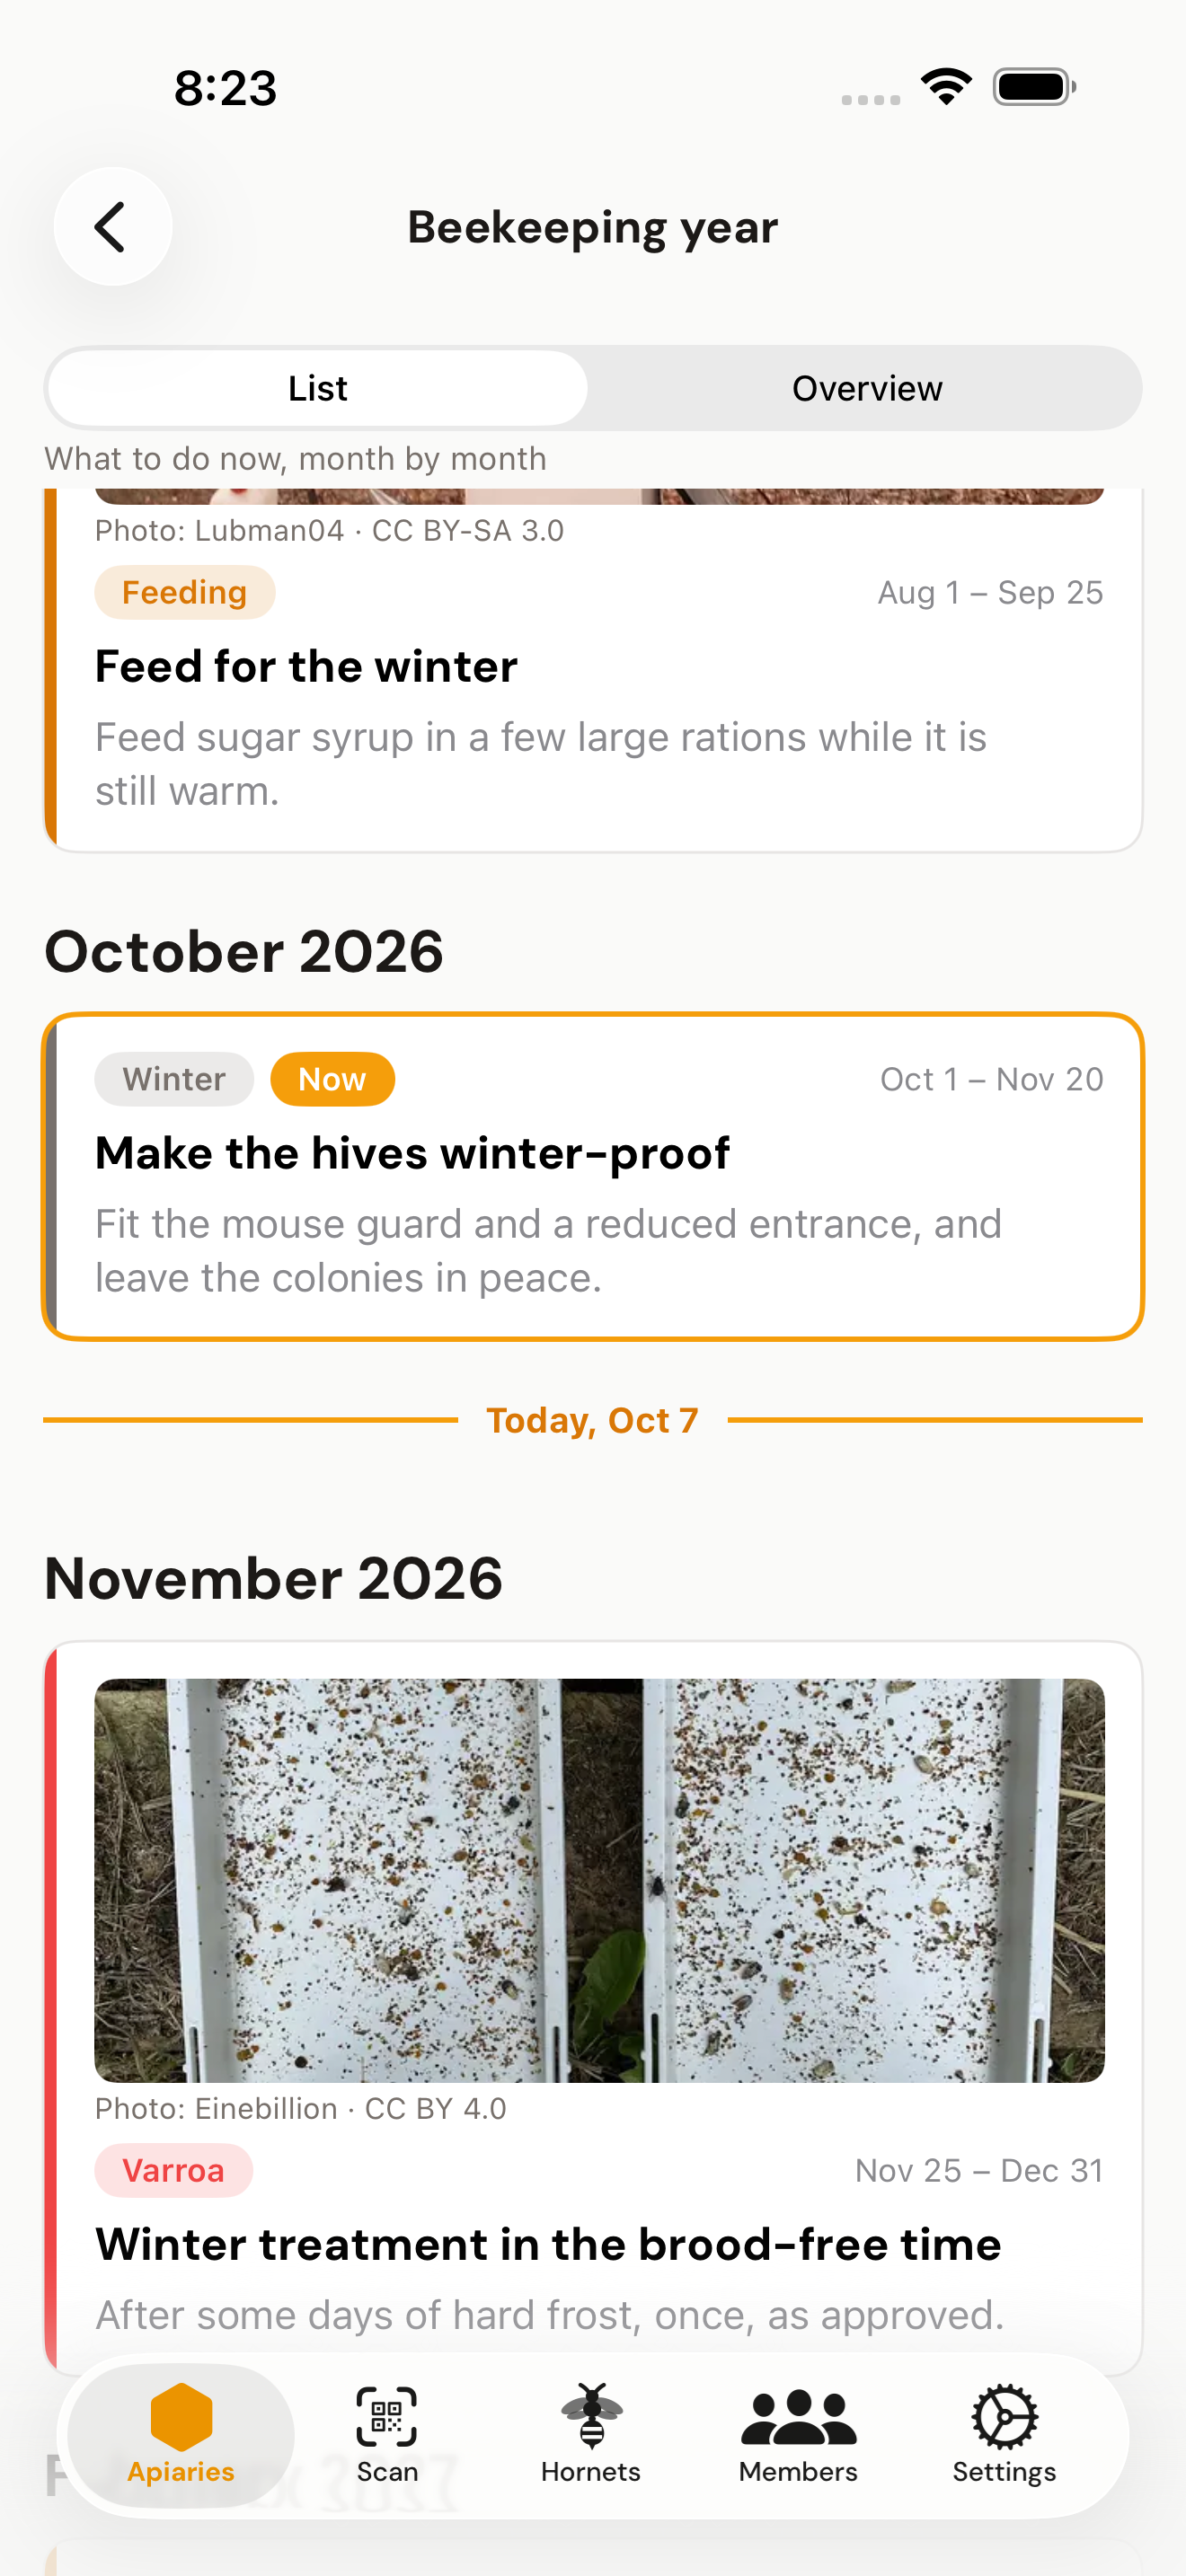 8:23
Beekeeping year
List
Overview
What to do now, month by month
Photo: Lubman04 · CC BY-SA 3.0
Feeding
Aug 1 – Sep 25
Feed for the winter
Feed sugar syrup in a few large rations while it is
still warm.
October 2026
Winter
Now
Oct 1 – Nov 20
Make the hives winter-proof
Fit the mouse guard and a reduced entrance, and
leave the colonies in peace.
Today, Oct 7
November 2026
Photo: Einebillion · CC BY 4.0
Varroa
Nov 25 – Dec 31
Winter treatment in the brood-free time
After some days of hard frost, once, as approved.
Apiaries
Scan
Hornets
Members
Settings